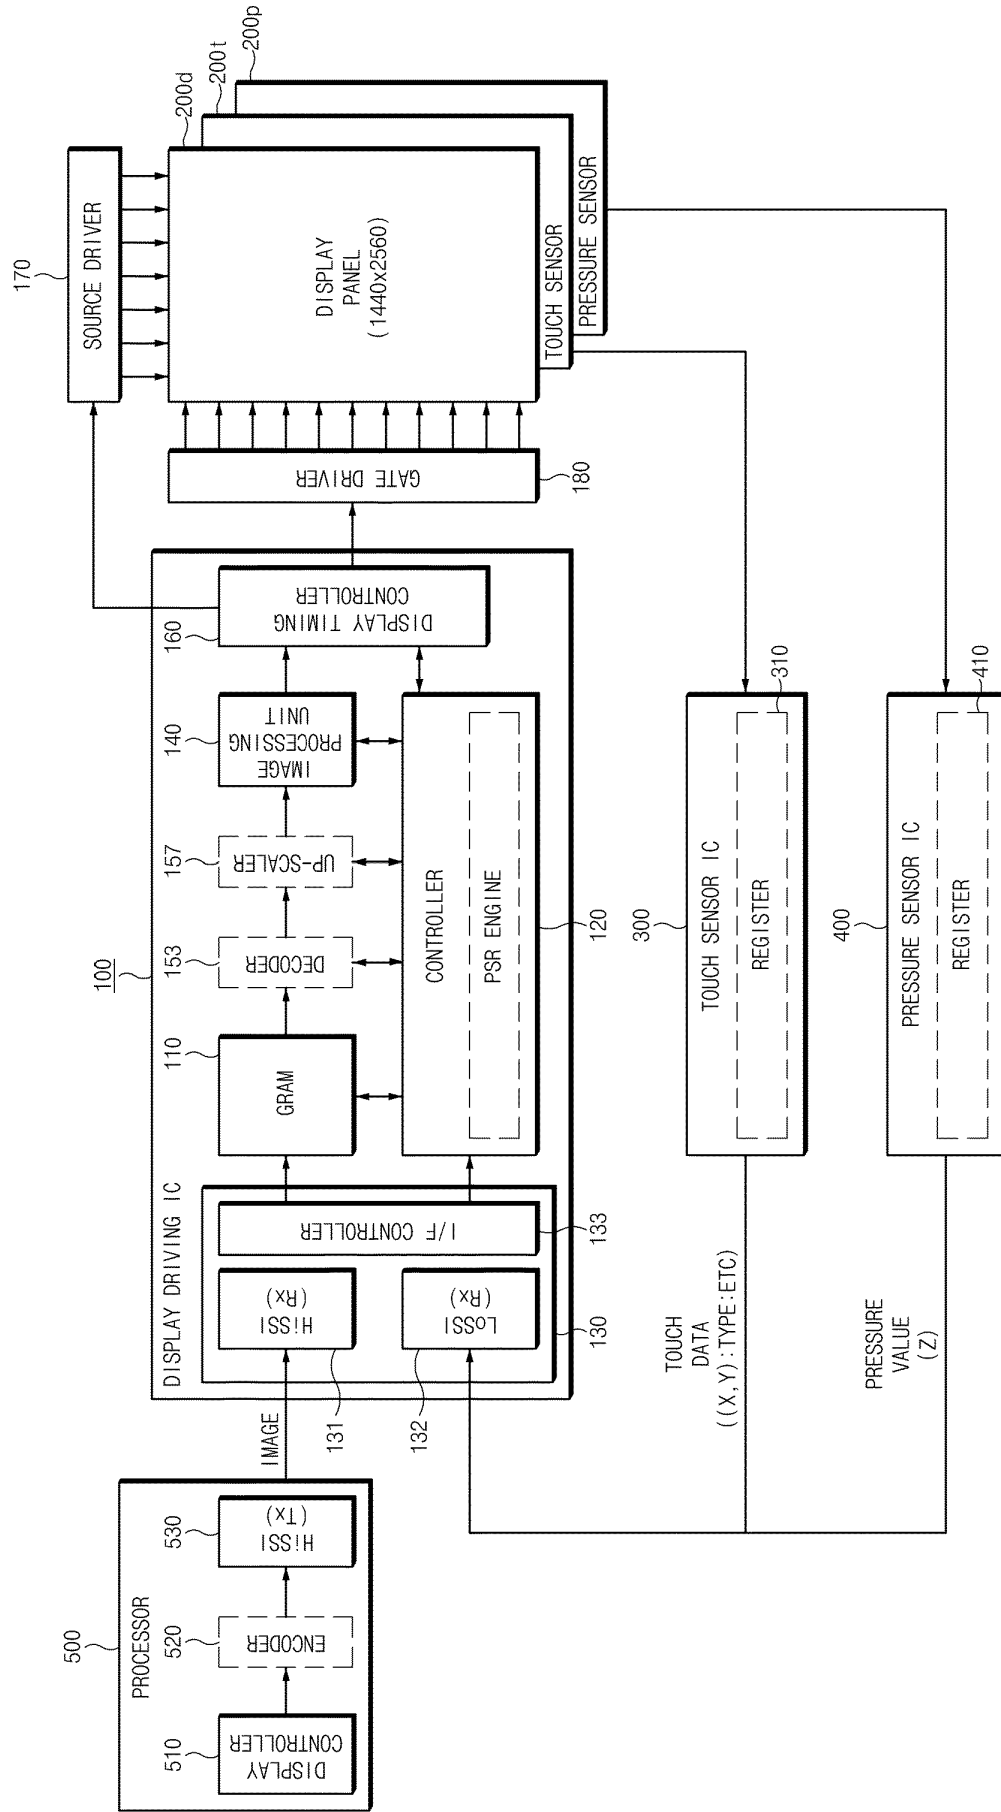 500
PROCESSOR
510
DISPLAY
CONTROLLER
520
ENCODER
530
HiSSI
(Tx)
IMAGE
100
DISPLAY DRIVING IC
131
HiSSI
(Rx)
132
LoSSI
(Rx)
130
I/F CONTROLLER
133
110
GRAM
153
DECODER
157
UP-SCALER
140
IMAGE
PROCESSING
UNIT
160
DISPLAY TIMING
CONTROLLER
CONTROLLER
PSR ENGINE
120
170
SOURCE DRIVER
GATE DRIVER
180
200d
200t
200p
DISPLAY
PANEL
(1440x2560)
TOUCH SENSOR
PRESSURE SENSOR
TOUCH
DATA
((X,Y):TYPE:ETC)
300
TOUCH SENSOR IC
REGISTER
310
PRESSURE
VALUE
(Z)
400
PRESSURE SENSOR IC
REGISTER
410